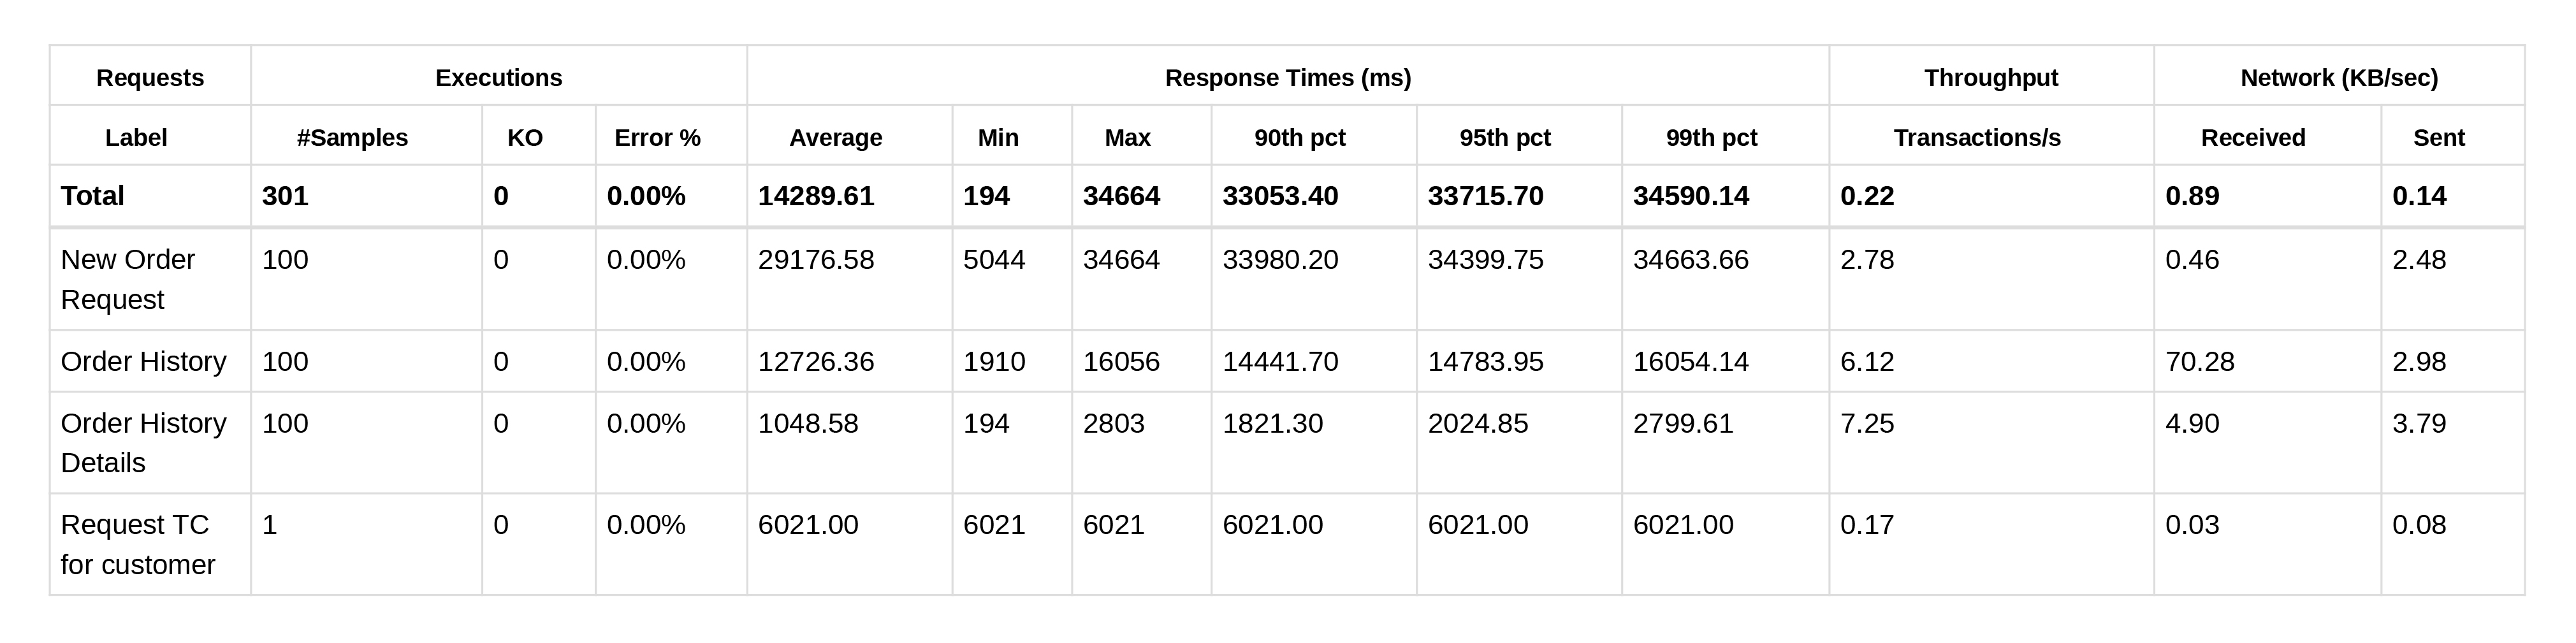 Requests Executions Response Times (ms) Throughput Network (KB/sec)
Label #Samples KO Error % Average Min Max 90th pct 95th pct 99th pct Transactions/s Received Sent
Total 301 0 0.00% 14289.61 194 34664 33053.40 33715.70 34590.14 0.22 0.89 0.14
New Order 100 0 0.00% 29176.58 5044 34664 33980.20 34399.75 34663.66 2.78 0.46 2.48
Request
Order History 100 0 0.00% 12726.36 1910 16056 14441.70 14783.95 16054.14 6.12 70.28 2.98
Order History 100 0 0.00% 1048.58 194 2803 1821.30 2024.85 2799.61 7.25 4.90 3.79
Details
Request TC 1 0 0.00% 6021.00 6021 6021 6021.00 6021.00 6021.00 0.17 0.03 0.08
for customer